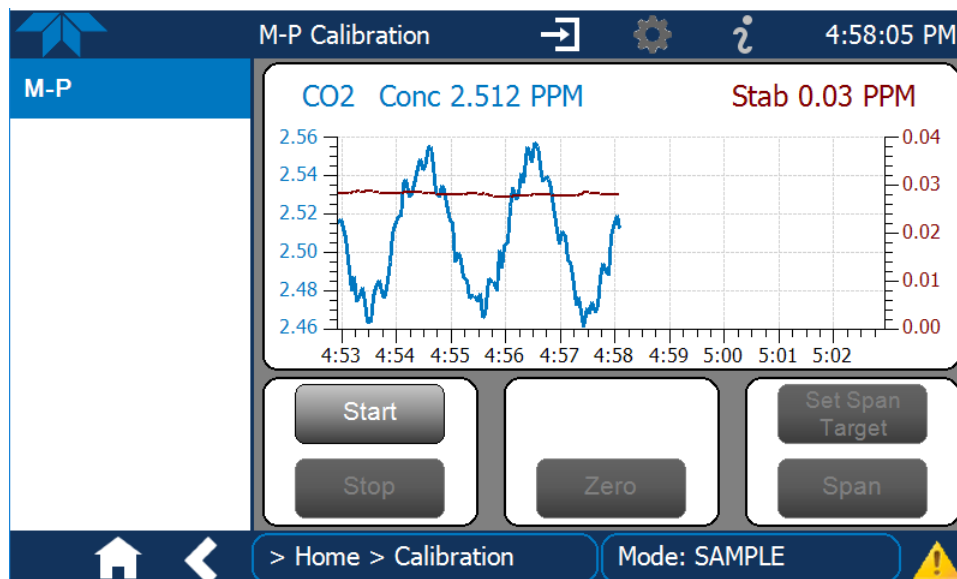 M-P Calibration
4:58:05 PM
M-P
CO2 Conc 2.512 PPM
Stab 0.03 PPM
2.56
2.54
2.52
2.50
2.48
2.46
0.04
0.03
0.02
0.01
0.00
4:53 4:54 4:55 4:56 4:57 4:58 4:59 5:00 5:01 5:02
Start
Stop
Zero
Set Span
Target
Span
> Home > Calibration
Mode: SAMPLE